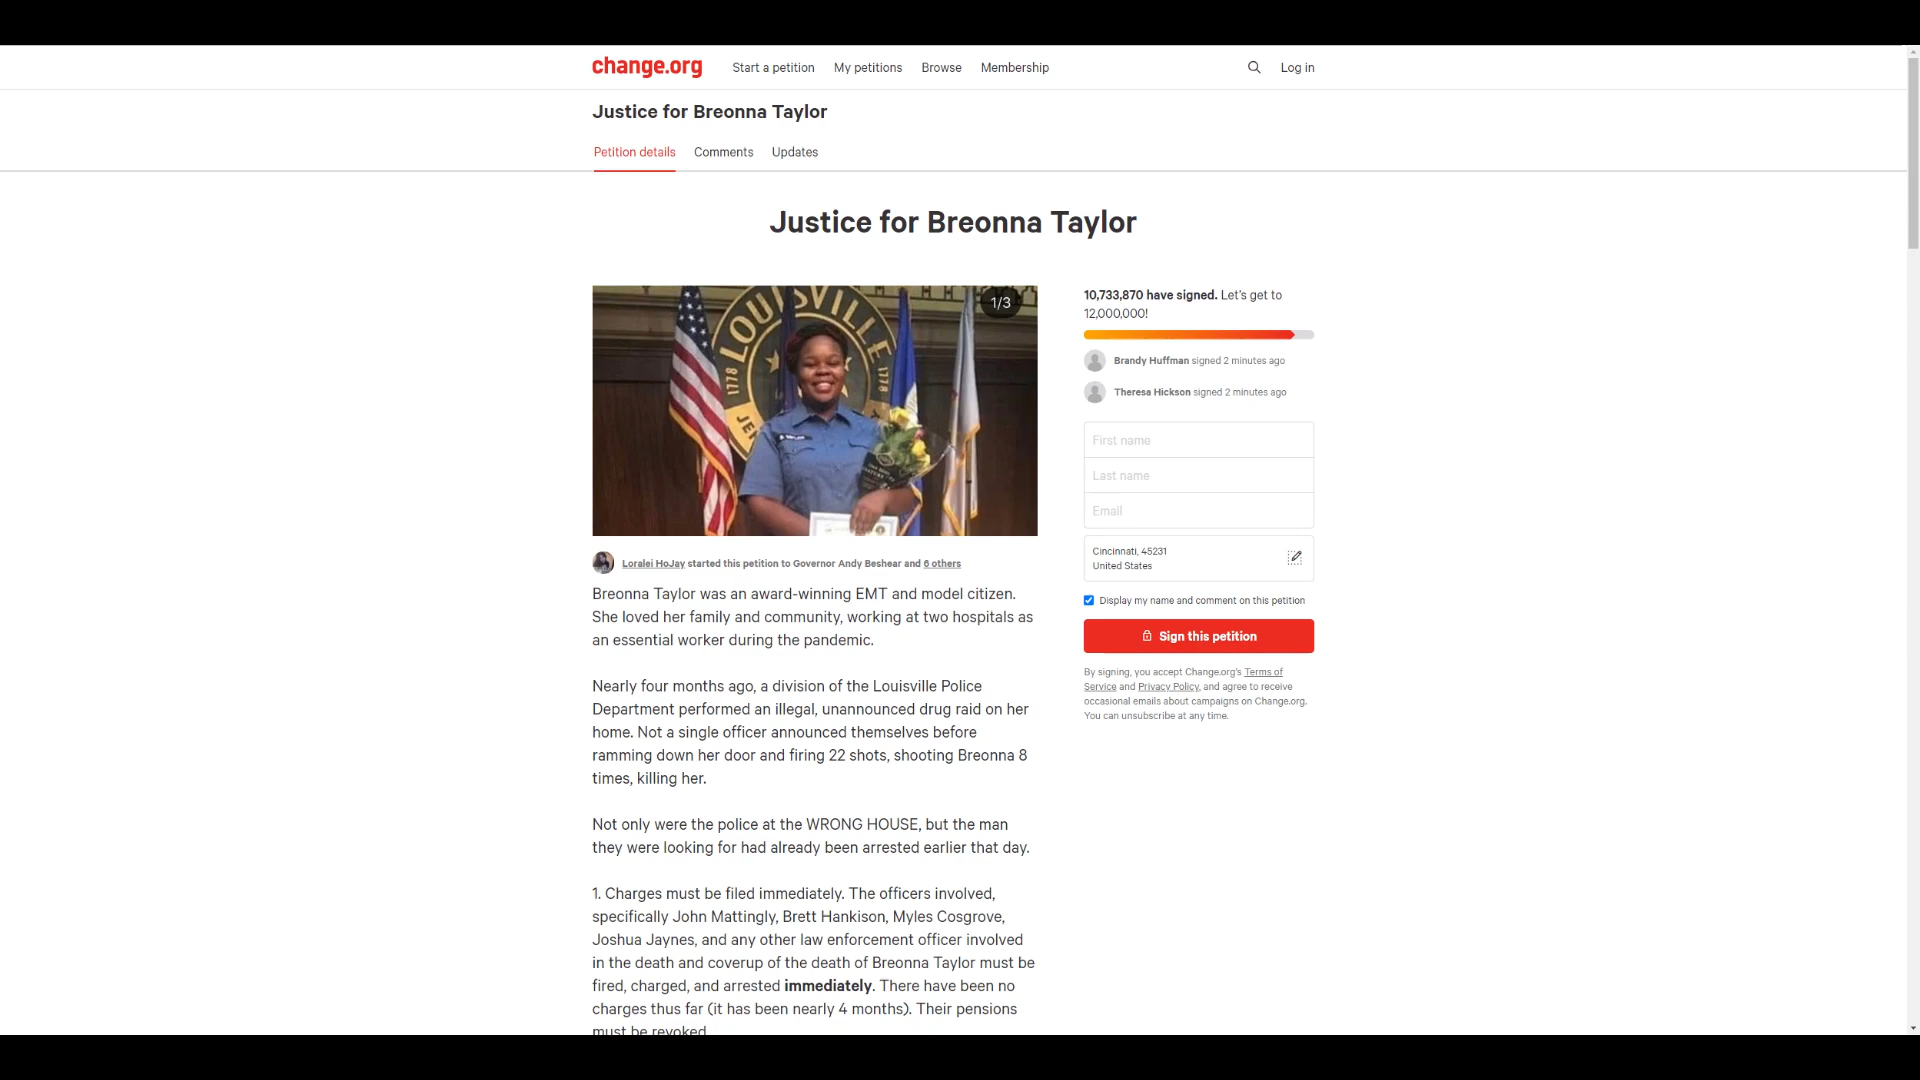 change.org
Start a petition
My petitions
Browse
Membership
Log in
Justice for Breonna Taylor
Petition details
Comments
Updates
Justice for Breonna Taylor
LOUISVILLE
1778
1778
1/3
Loralei HoJay started this petition to Governor Andy Beshear and 6 others
Breonna Taylor was an award-winning EMT and model citizen.
She loved her family and community, working at two hospitals as
an essential worker during the pandemic.
Nearly four months ago, a division of the Louisville Police
Department performed an illegal, unannounced drug raid on her
home. Not a single officer announced themselves before
ramming down her door and firing 22 shots, shooting Breonna 8
times, killing her.
Not only were the police at the WRONG HOUSE, but the man
they were looking for had already been arrested earlier that day.
1. Charges must be filed immediately. The officers involved,
specifically John Mattingly, Brett Hankison, Myles Cosgrove,
Joshua Jaynes, and any other law enforcement officer involved
in the death and coverup of the death of Breonna Taylor must be
fired, charged, and arrested immediately. There have been no
charges thus far (it has been nearly 4 months). Their pensions
must be revoked.
10,733,870 have signed. Let's get to
12,000,000!
Brandy Huffman signed 2 minutes ago
Theresa Hickson signed 2 minutes ago
First name
Last name
Email
Cincinnati, 45231
United States
Display my name and comment on this petition
Sign this petition
By signing, you accept Change.org's Terms of
Service and Privacy Policy, and agree to receive
occasional emails about campaigns on Change.org.
You can unsubscribe at any time.